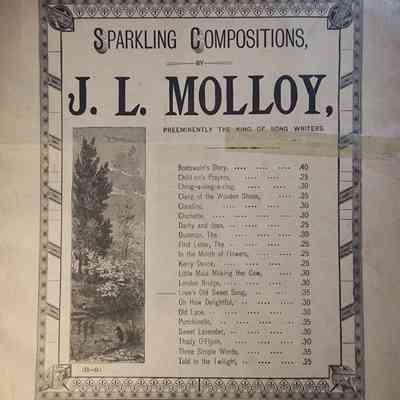 SPARKLING COMPOSITIONS,
—BY—
J. L. MOLLOY,
PREEMINENTLY THE KING OF SONG WRITERS
Boatswain's Story, .... .... .... .40
Children's Prayers, .... .... .25
Ching-a-ring-a-ring, .... .... .30
Clang of the Wooden Shoon, .... .25
Claudine, .... .... .... .30
Clochette, .... .... .... .30
Darby and Joan, .... .... .25
Dustman, The .... .... .30
First Letter, The .... .... .25
In the Month of Flowers, .... .25
Kerry Dance, .... .... .... .25
Little Maid Milking Her Cow, .... .30
London Bridge, .... .... .... .30
Love's Old Sweet Song, .... .... .35
Oh How Delightful, .... .... .30
Old Lace, .... .... .... .30
Punchinello, .... .... .... .35
Sweet Lavender, .... .... .30
Thady O'Flynn, .... .... .30
Three Simple Words, .... .... .35
Told in the Twilight, .... .... .25